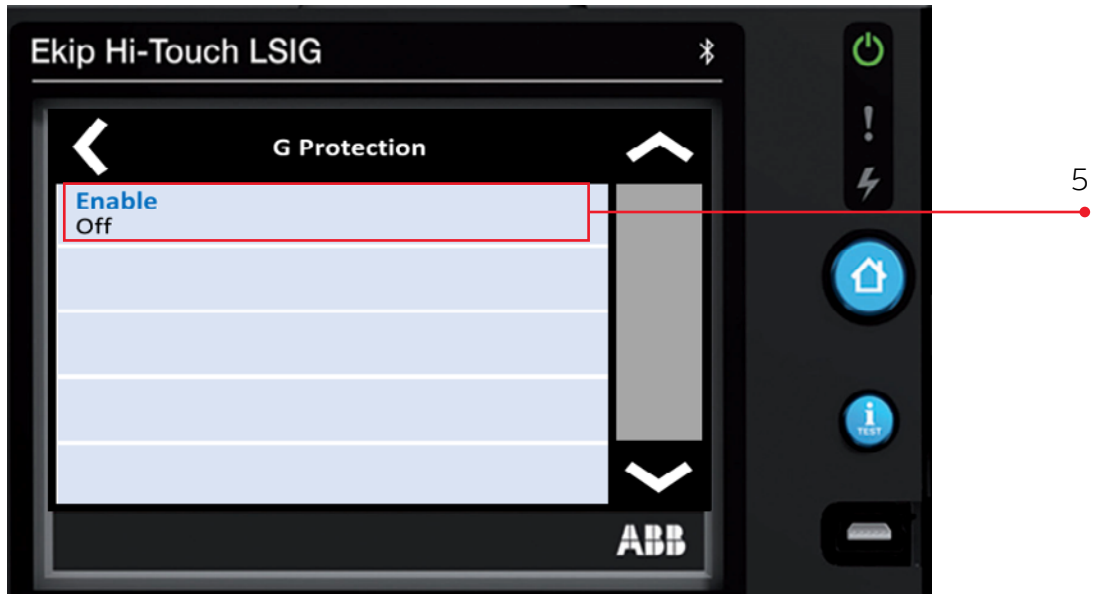 Ekip Hi-Touch LSIG
G Protection
Enable
Off
5
i
TEST
ABB